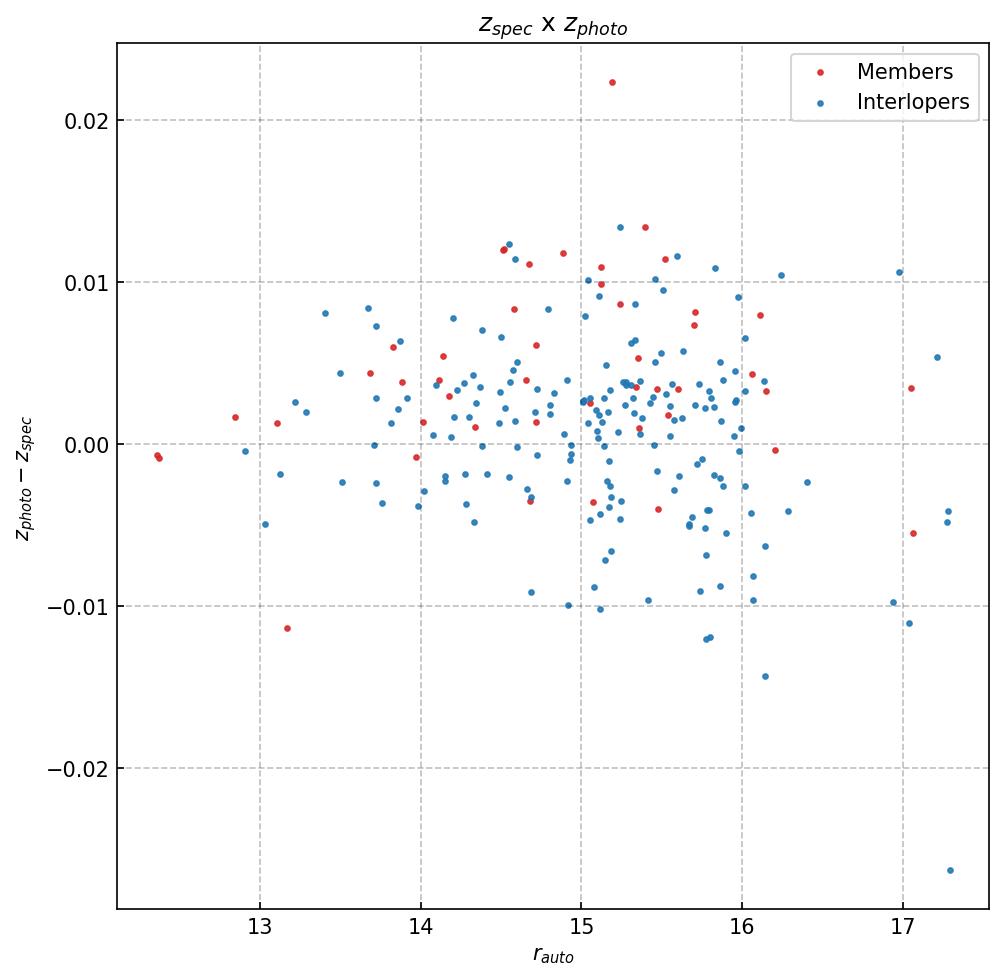 z_spec x z_photo
Members
Interlopers
0.02
0.01
0.00
−0.01
−0.02
z_photo − z_spec
13 14 15 16 17
r_auto